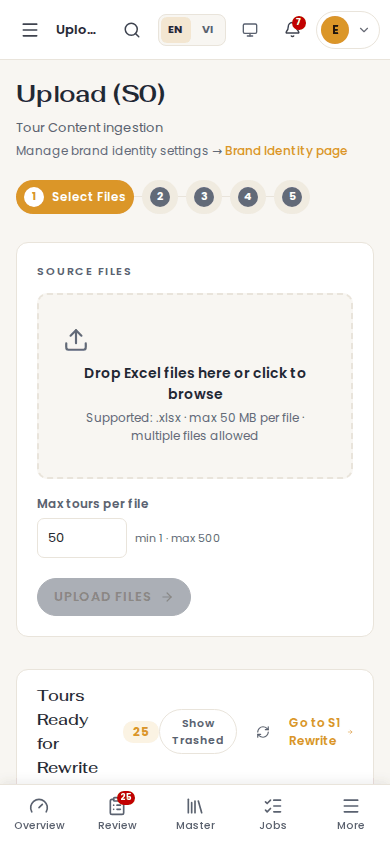 Uplo...
EN VI
7
E
Upload (S0)
Tour Content ingestion
Manage brand identity settings → Brand Identity page
1 Select Files 2 3 4 5
SOURCE FILES
Drop Excel files here or click to
browse
Supported: .xlsx · max 50 MB per file ·
multiple files allowed
Max tours per file
50 min 1 · max 500
UPLOAD FILES →
Tours
Ready
for
Rewrite
25
Show
Trashed
Go to S1
Rewrite →
25
Overview Review Master Jobs More